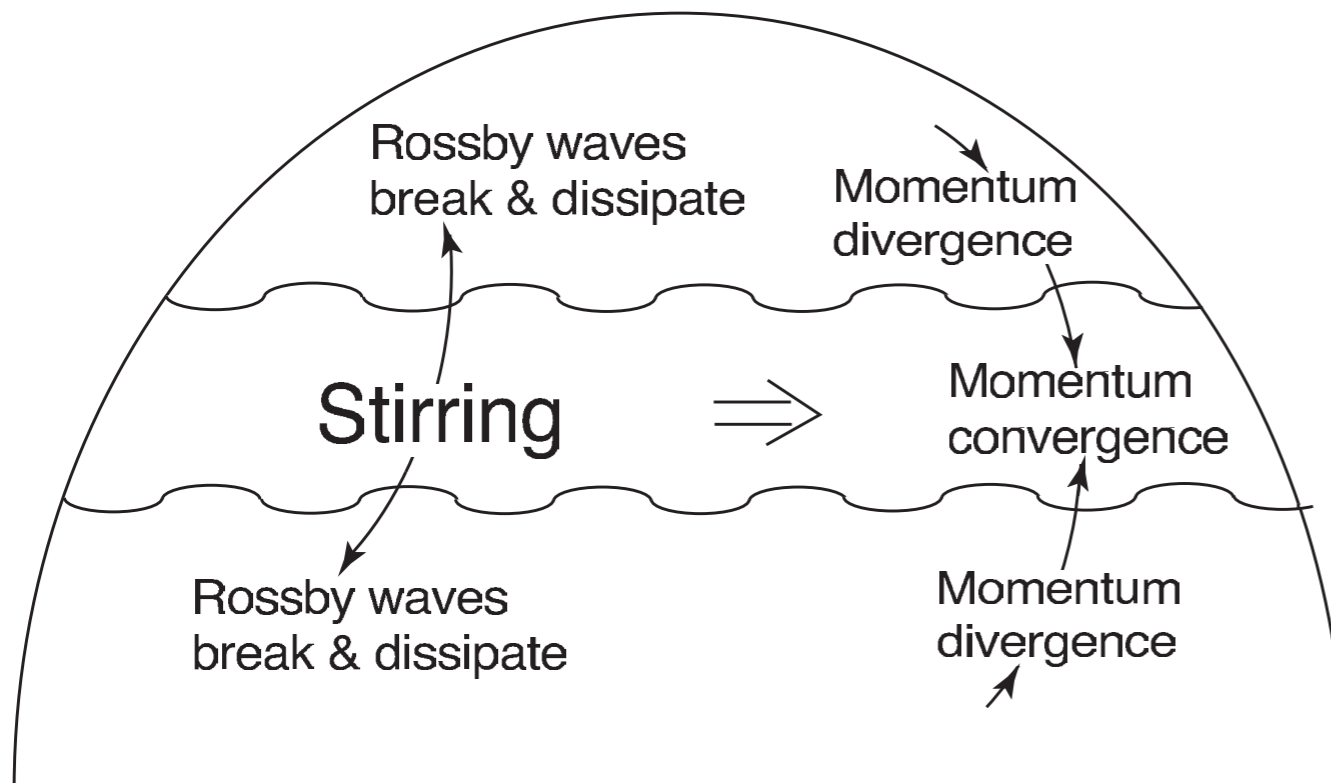 Rossby waves
break & dissipate
Momentum
divergence
Stirring
Momentum
convergence
Rossby waves
break & dissipate
Momentum
divergence